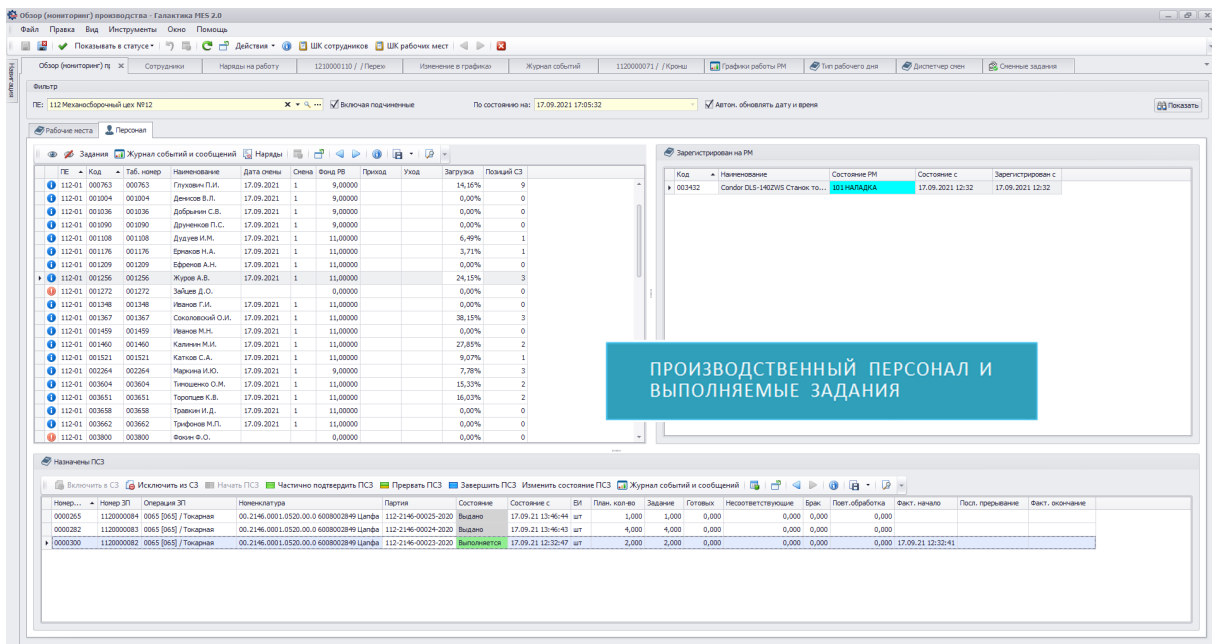 Обзор (мониторинг) производства - Галактика MES 2.0
Файл Правка Вид Инструменты Окно Помощь
Показывать в статусе Действия ШК сотрудников ШК рабочих мест
Навигация
Обзор (мониторинг) пр Сотрудники Наряды на работу 1210000110 / /Перех Изменение в графиках Журнал событий 1120000071 / /Кронш Графики работы РМ Тип рабочего дня Диспетчер смен Сменные задания
Фильтр
ПЕ: 112 Механосборочный цех №12 Включая подчиненные По состоянию на: 17.09.2021 17:05:32 Автом. обновлять дату и время Показать
Рабочие места Персонал
Задания Журнал событий и сообщений Наряды
ПЕ Код Таб. номер Наименование Дата смены Смена Фонд РВ Приход Уход Загрузка Позиций СЗ
112-01 000763 000763 Глухович П.И. 17.09.2021 1 9,00000 14,16% 9
112-01 001004 001004 Денисов В.Л. 17.09.2021 1 9,00000 0,00% 0
112-01 001036 001036 Добрынин С.В. 17.09.2021 1 9,00000 0,00% 0
112-01 001090 001090 Друненков П.С. 17.09.2021 1 9,00000 0,00% 0
112-01 001108 001108 Дудуев И.М. 17.09.2021 1 11,00000 6,49% 1
112-01 001176 001176 Ермаков Н.А. 17.09.2021 1 11,00000 3,71% 1
112-01 001209 001209 Ефренов А.Н. 17.09.2021 1 11,00000 0,00% 0
112-01 001256 001256 Журов А.В. 17.09.2021 1 11,00000 24,15% 3
112-01 001272 001272 Зайцев Д.О. 0,00000 0,00% 0
112-01 001348 001348 Иванов Г.И. 17.09.2021 1 11,00000 0,00% 0
112-01 001367 001367 Соколовский О.И. 17.09.2021 1 11,00000 38,15% 3
112-01 001459 001459 Иванов М.Н. 17.09.2021 1 11,00000 0,00% 0
112-01 001460 001460 Калинин М.И. 17.09.2021 1 11,00000 27,85% 2
112-01 001521 001521 Катков С.А. 17.09.2021 1 11,00000 9,07% 1
112-01 002264 002264 Маркина И.Ю. 17.09.2021 1 9,00000 7,78% 3
112-01 003604 003604 Тимошенко О.М. 17.09.2021 1 11,00000 15,33% 2
112-01 003651 003651 Торопцев К.В. 17.09.2021 1 11,00000 16,03% 2
112-01 003658 003658 Травкин И.Д. 17.09.2021 1 11,00000 0,00% 0
112-01 003662 003662 Трифонов М.П. 17.09.2021 1 11,00000 0,00% 0
112-01 003800 003800 Фокин Ф.О. 0,00000 0,00% 0
Зарегистрирован на РМ
Код Наименование Состояние РМ Состояние с Зарегистрирован с
003432 Condor DLS-140ZWS Станок то... 101 НАЛАДКА 17.09.2021 12:32 17.09.2021 12:32
ПРОИЗВОДСТВЕННЫЙ ПЕРСОНАЛ И
ВЫПОЛНЯЕМЫЕ ЗАДАНИЯ
Назначены ПСЗ
Включить в СЗ Исключить из СЗ Начать ПСЗ Частично подтвердить ПСЗ Прервать ПСЗ Завершить ПСЗ Изменить состояние ПСЗ Журнал событий и сообщений
Номер... Номер ЗП Операция ЗП Номенклатура Партия Состояние Состояние с ЕИ План. кол-во Задание Готовых Несоответствующие Брак Повт.обработка Факт. начало Посл. прерывание Факт. окончание
0000265 1120000084 0065 [065] / Токарная 00.2146.0001.0520.00.0 6008002849 Цапфа 112-2146-00025-2020 Выдано 17.09.21 13:46:44 шт 1,000 1,000 0,000 0,000 0,000 0,000
0000282 1120000083 0065 [065] / Токарная 00.2146.0001.0520.00.0 6008002849 Цапфа 112-2146-00024-2020 Выдано 17.09.21 13:46:43 шт 4,000 4,000 0,000 0,000 0,000 0,000
0000300 1120000082 0065 [065] / Токарная 00.2146.0001.0520.00.0 6008002849 Цапфа 112-2146-00023-2020 Выполняется 17.09.21 12:32:47 шт 2,000 2,000 0,000 0,000 0,000 0,000 17.09.21 12:32:41